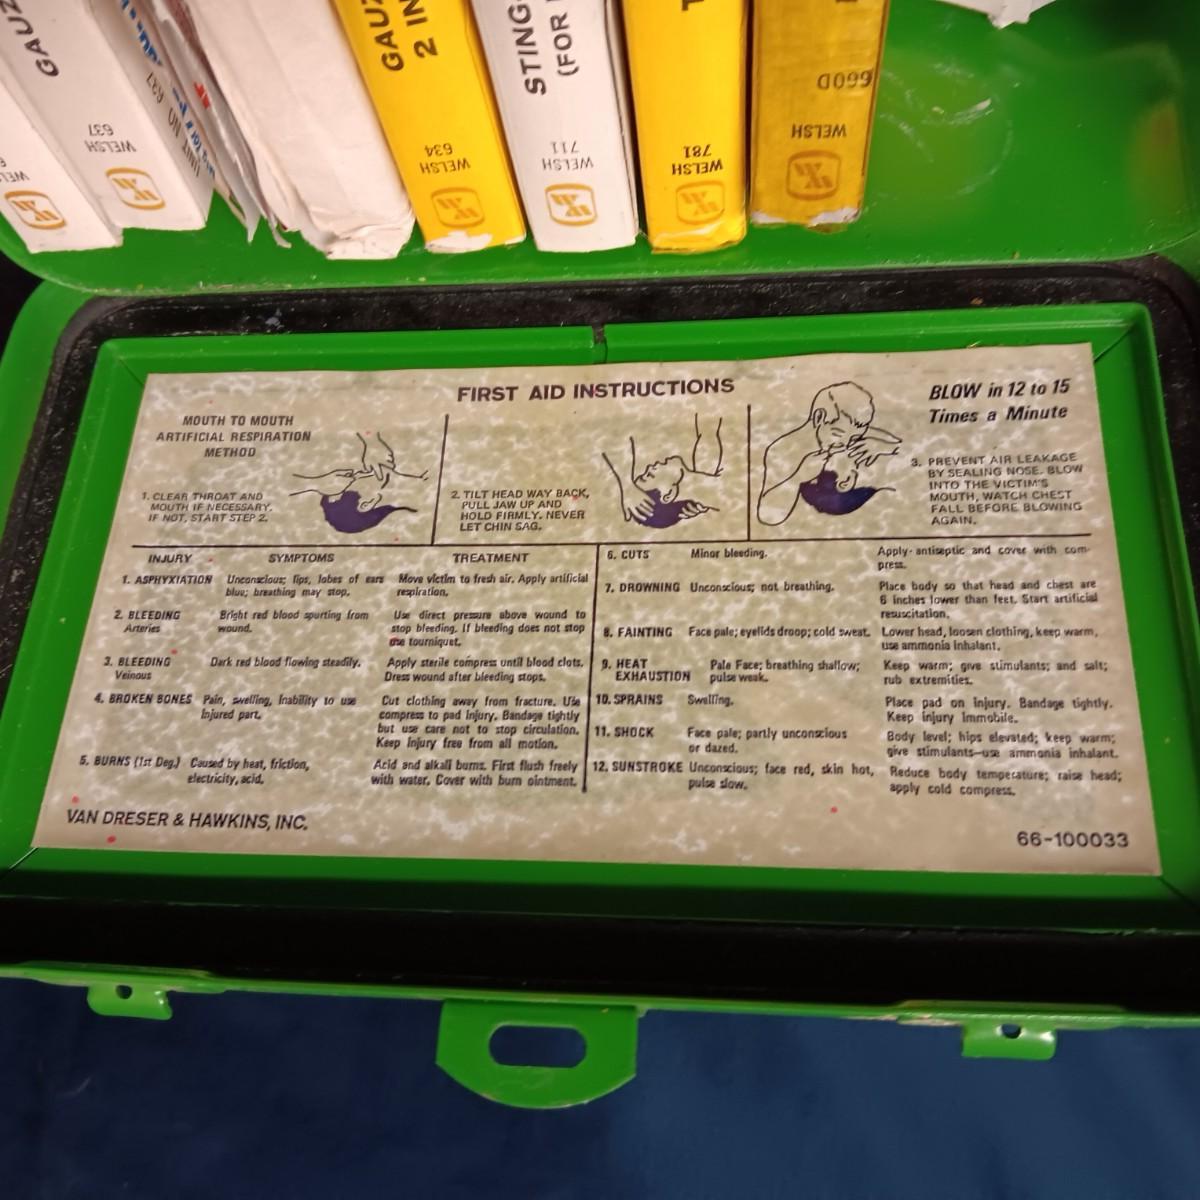 GAUZ
WELSH
637
WELSH
637
GAUZ
2 IN
WELSH
634
STING-
(FOR
WELSH
711
WELSH
781
660D
WELSH
FIRST AID INSTRUCTIONS
MOUTH TO MOUTH
ARTIFICIAL RESPIRATION
METHOD
1. CLEAR THROAT AND
MOUTH IF NECESSARY.
IF NOT, START STEP 2.
2. TILT HEAD WAY BACK,
PULL JAW UP AND
HOLD FIRMLY. NEVER
LET CHIN SAG.
BLOW in 12 to 15
Times a Minute
3. PREVENT AIR LEAKAGE
BY SEALING NOSE. BLOW
INTO THE VICTIM'S
MOUTH, WATCH CHEST
FALL BEFORE BLOWING
AGAIN.
INJURY SYMPTOMS TREATMENT
1. ASPHYXIATION Unconscious; lips, lobes of ears Move victim to fresh air. Apply artificial
blue; breathing may stop. respiration.
2. BLEEDING Bright red blood spurting from Use direct pressure above wound to
Arteries wound. stop bleeding. If bleeding does not stop
use tourniquet.
3. BLEEDING Dark red blood flowing steadily. Apply sterile compress until blood clots.
Veinous Dress wound after bleeding stops.
4. BROKEN BONES Pain, swelling, Inability to use Cut clothing away from fracture. Use
injured part. compress to pad injury. Bandage tightly
but use care not to stop circulation.
Keep injury free from all motion.
5. BURNS (1st Deg.) Caused by heat, friction, Acid and alkali burns. First flush freely
electricity, acid. with water. Cover with burn ointment.
6. CUTS Minor bleeding. Apply antiseptic and cover with com-
press.
7. DROWNING Unconscious; not breathing. Place body so that head and chest are
6 inches lower than feet. Start artificial
resuscitation.
8. FAINTING Face pale; eyelids droop; cold sweat. Lower head, loosen clothing, keep warm,
use ammonia inhalant.
9. HEAT Pale Face; breathing shallow; Keep warm; give stimulants; and salt;
EXHAUSTION pulse weak. rub extremities.
10. SPRAINS Swelling. Place pad on injury. Bandage tightly.
Keep injury immobile.
11. SHOCK Face pale; partly unconscious Body level; hips elevated; keep warm;
or dazed. give stimulants—use ammonia inhalant.
12. SUNSTROKE Unconscious; face red, skin hot, Reduce body temperature; raise head;
pulse slow. apply cold compress.
VAN DRESER & HAWKINS, INC.
66-100033